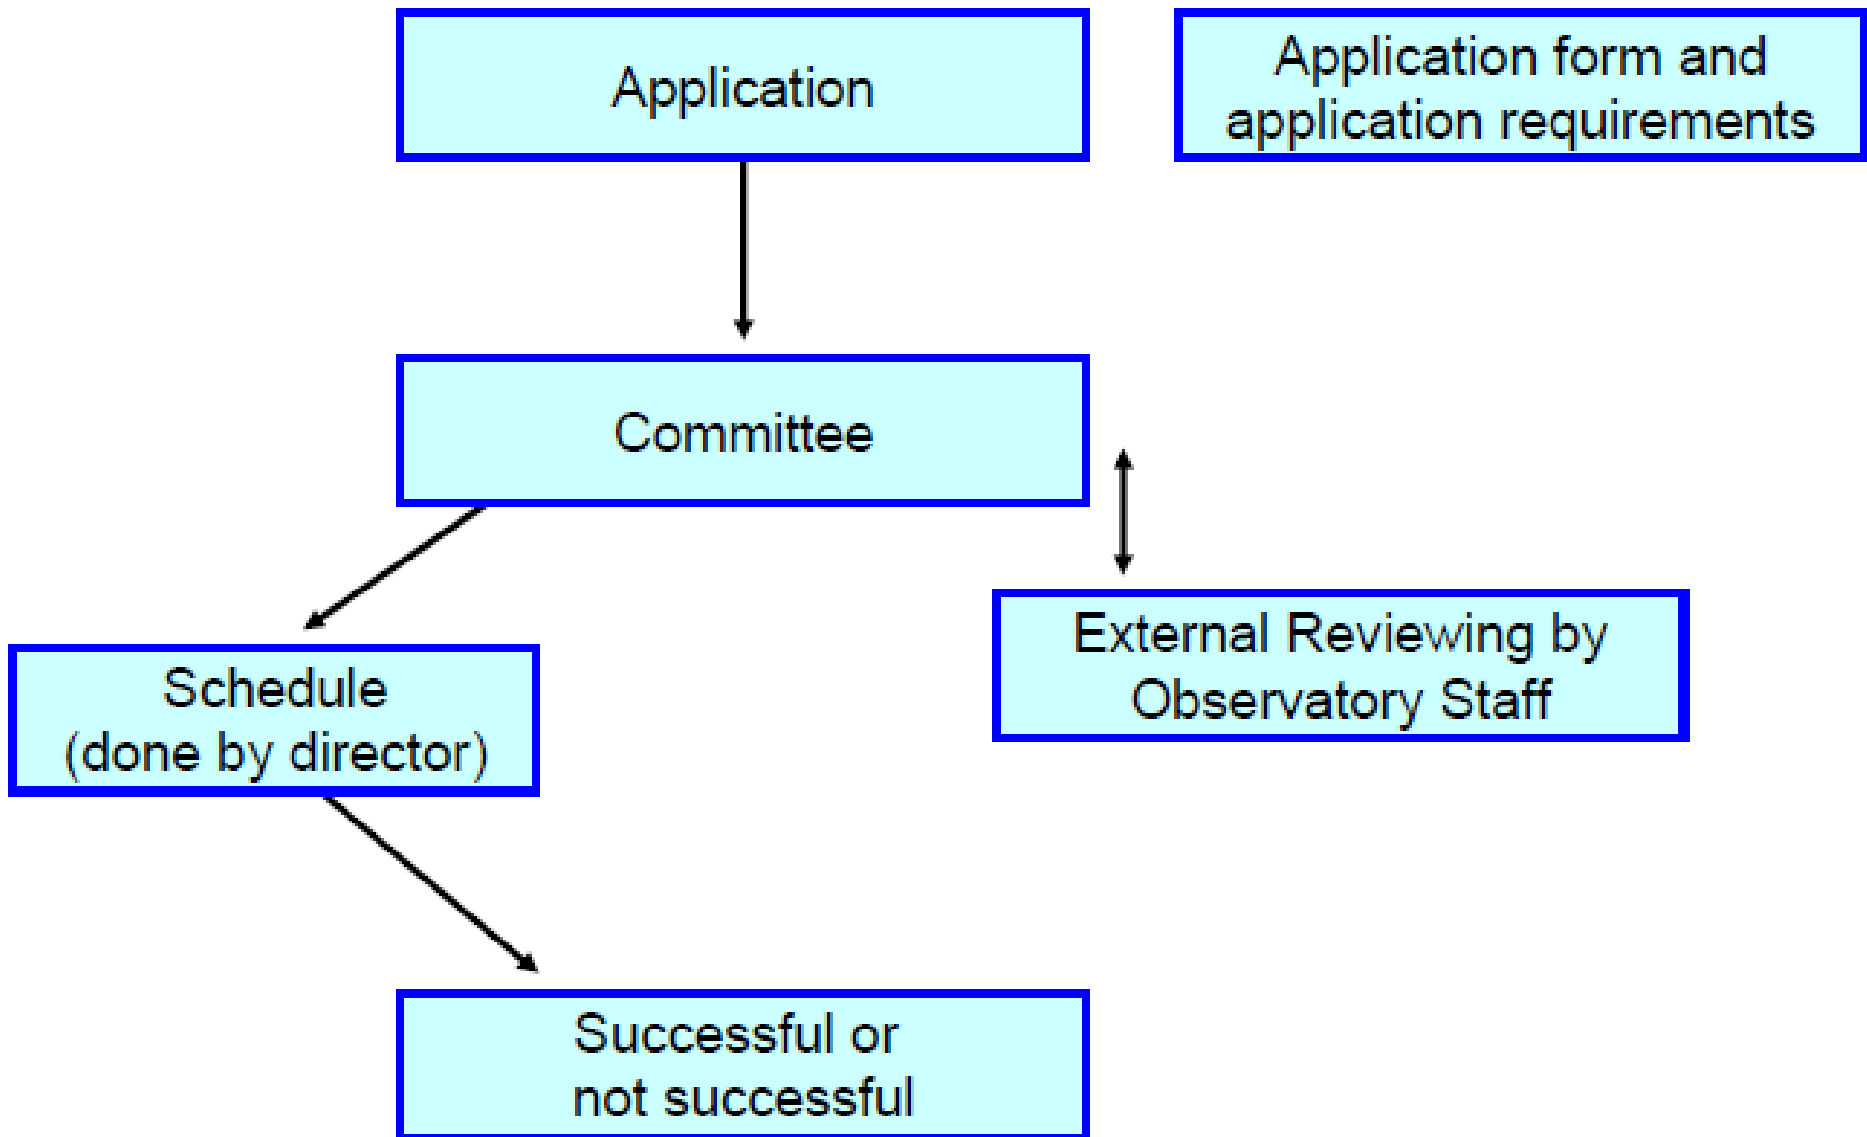 Application
Application form and
application requirements
Committee
External Reviewing by
Observatory Staff
Schedule
(done by director)
Successful or
not successful